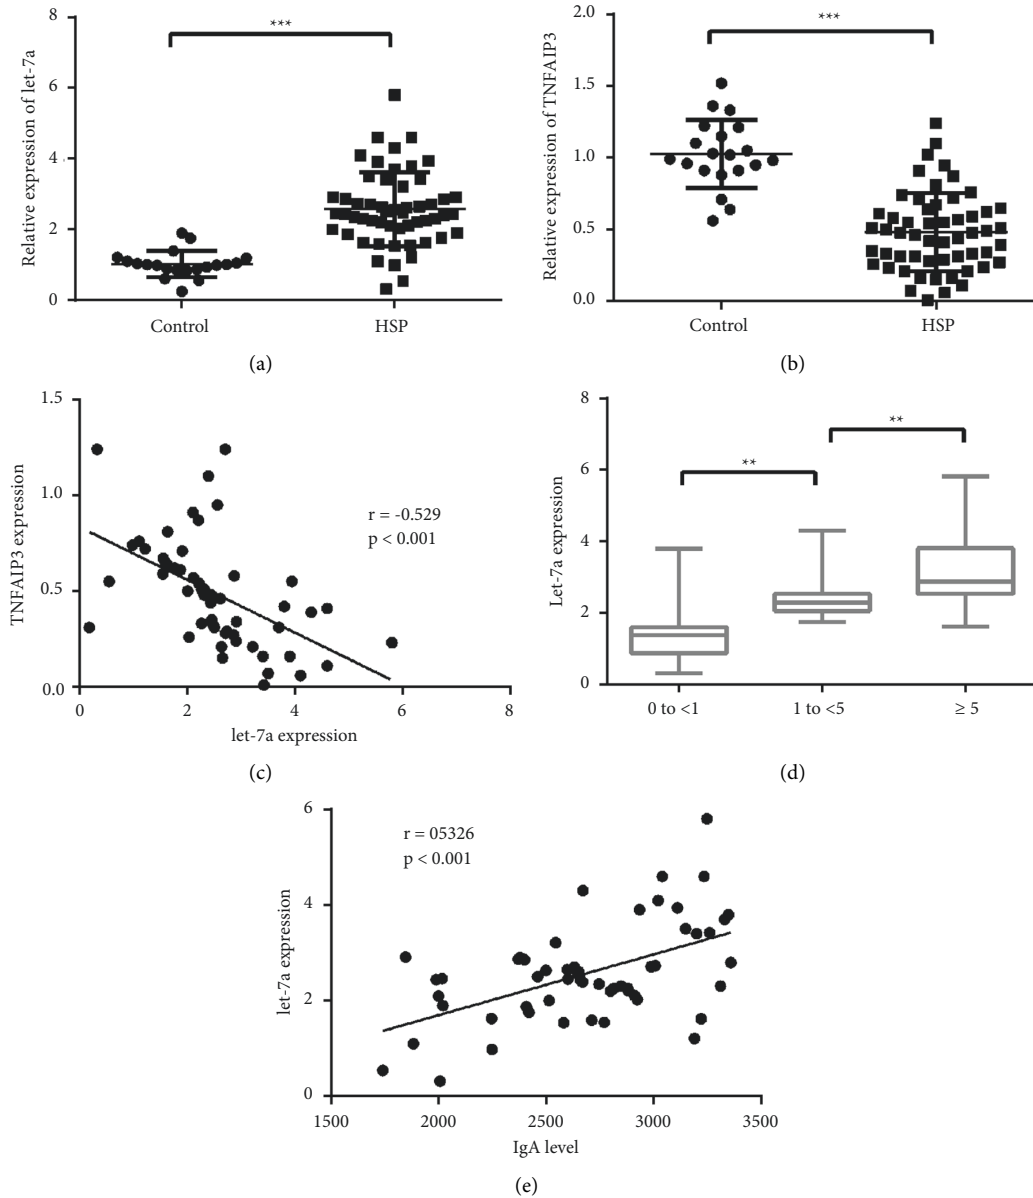 ***
Relative expression of let-7a
8
6
4
2
0
Control HSP
(a)
***
Relative expression of TNFAIP3
2.0
1.5
1.0
0.5
0.0
Control HSP
(b)
TNFAIP3 expression
1.5
1.0
0.5
0.0
r = -0.529
p < 0.001
0 2 4 6 8
let-7a expression
(c)
Let-7a expression
8
6
4
2
0
**
**
0 to <1 1 to <5 ≥ 5
(d)
let-7a expression
6
4
2
0
r = 05326
p < 0.001
1500 2000 2500 3000 3500
IgA level
(e)